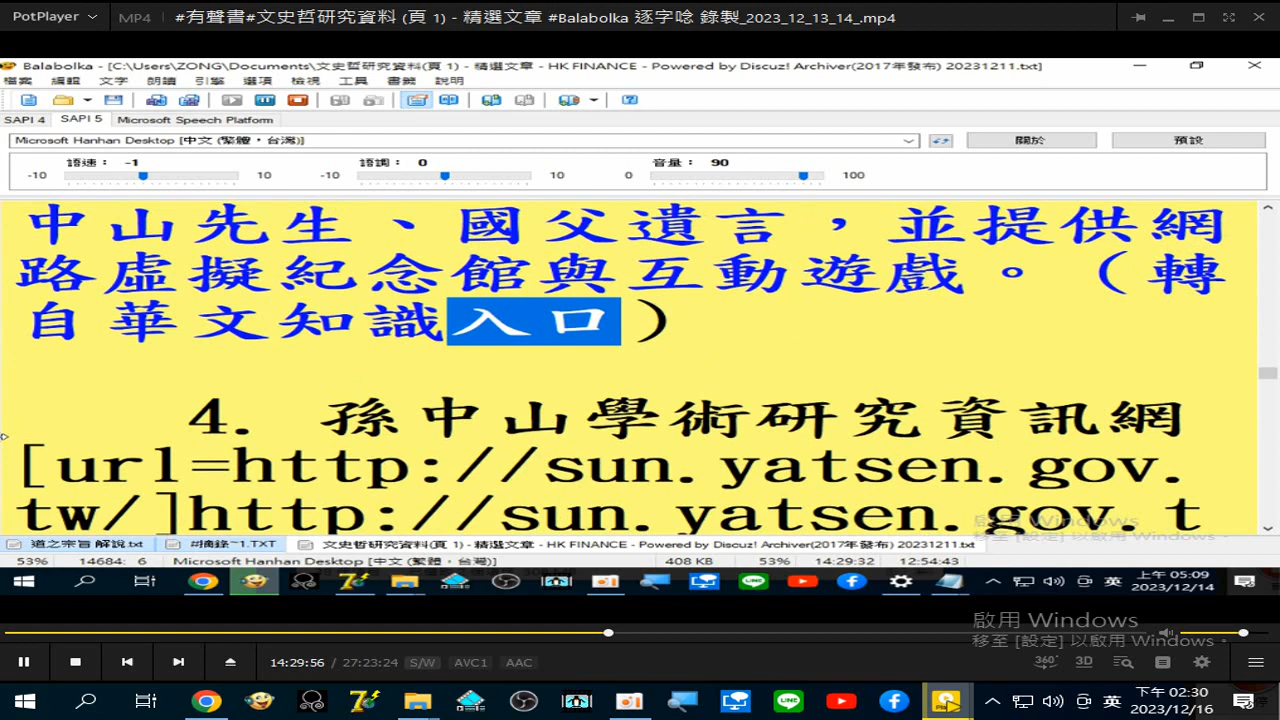 PotPlayer
MP4
#有聲書#文史哲研究資料 (頁 1) - 精選文章 #Balabolka 逐字唸 錄製_2023_12_13_14_.mp4
Balabolka - [C:\Users\ZONG\Documents\文史哲研究資料(頁 1) - 精選文章 - HK FINANCE - Powered by Discuz! Archiver(2017年發布) 20231211.txt]
檔案 編輯 文字 朗讀 引擎 選項 檢視 工具 書籤 說明
SAPI 4 SAPI 5 Microsoft Speech Platform
Microsoft Hanhan Desktop [中文 (繁體，台灣)]
關於 預設
語速： -1 語調： 0 音量： 90
-10 10 -10 10 0 100
中山先生、國父遺言，並提供網
路虛擬紀念館與互動遊戲。（轉
自華文知識入口）
4. 孫中山學術研究資訊網
[url=http://sun.yatsen.gov.
tw/]http://sun.yatsen.gov.t
啟用 Windows
移至 [設定] 以啟用 Windows。
道之宗旨 解說.txt #摘錄~1.TXT 文史哲研究資料(頁 1) - 精選文章 - HK FINANCE - Powered by Discuz! Archiver(2017年發布) 20231211.txt
53% 14684: 6 Microsoft Hanhan Desktop [中文 (繁體，台灣)] 408 KB 53% 14:29:32 12:54:43
英 上午 05:09
2023/12/14
啟用 Windows
移至 [設定] 以啟用 Windows。
14:29:56 / 27:23:24 S/W AVC1 AAC
360° 3D
英 下午 02:30
2023/12/16